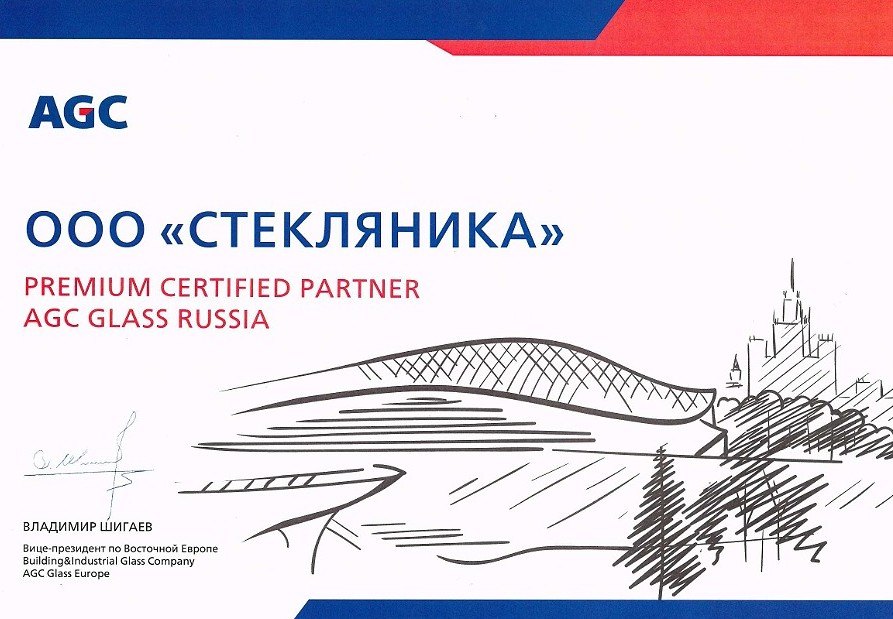 AGC
ООО «СТЕКЛЯНИКА»
PREMIUM CERTIFIED PARTNER
AGC GLASS RUSSIA
ВЛАДИМИР ШИГАЕВ
Вице-президент по Восточной Европе
Building&Industrial Glass Company
AGC Glass Europe